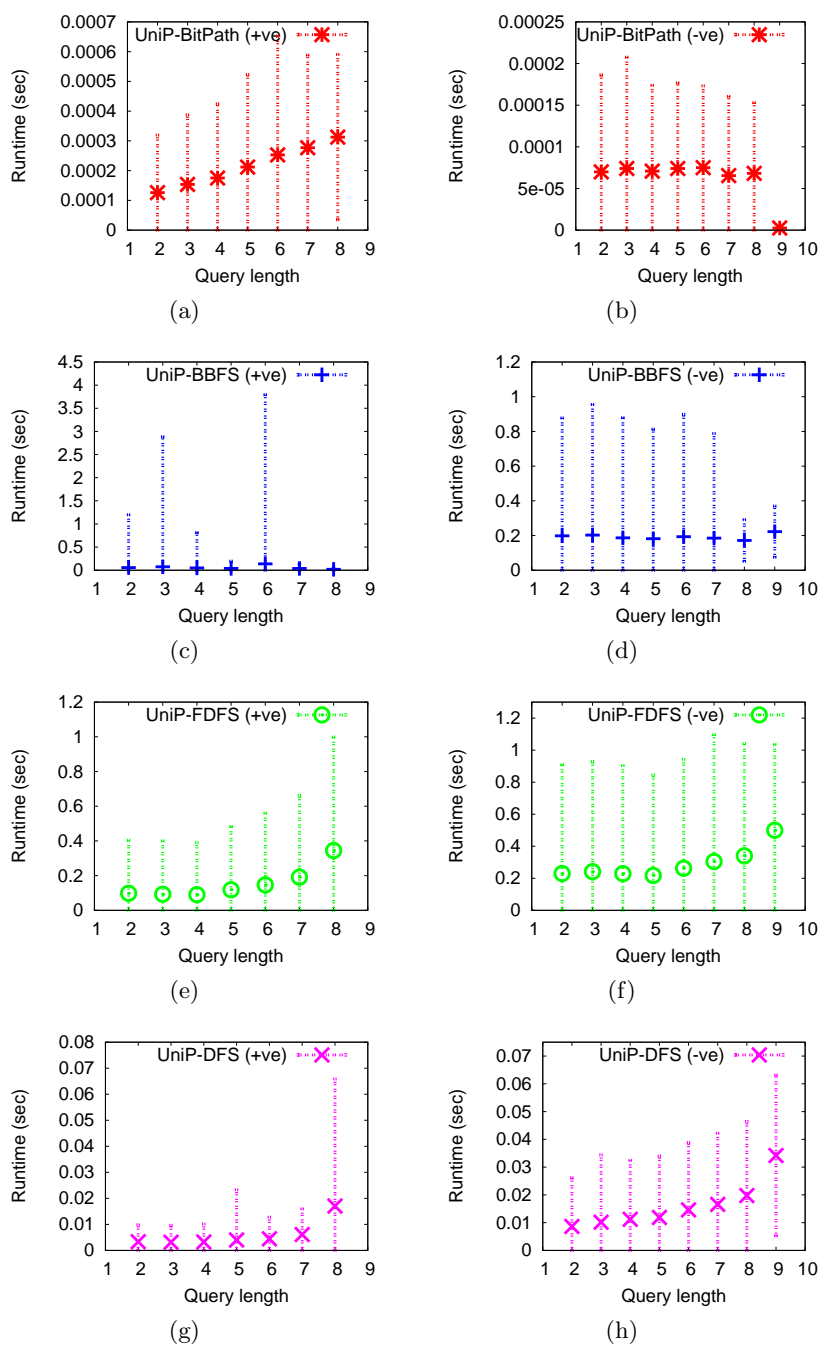 UniP-BitPath (+ve)
Runtime (sec)
0.0007
0.0006
0.0005
0.0004
0.0003
0.0002
0.0001
0
1 2 3 4 5 6 7 8 9
Query length
(a)
UniP-BitPath (-ve)
Runtime (sec)
0.00025
0.0002
0.00015
0.0001
5e-05
0
1 2 3 4 5 6 7 8 9 10
Query length
(b)
UniP-BBFS (+ve)
Runtime (sec)
4.5
4
3.5
3
2.5
2
1.5
1
0.5
0
1 2 3 4 5 6 7 8 9
Query length
(c)
UniP-BBFS (-ve)
Runtime (sec)
1.2
1
0.8
0.6
0.4
0.2
0
1 2 3 4 5 6 7 8 9 10
Query length
(d)
UniP-FDFS (+ve)
Runtime (sec)
1.2
1
0.8
0.6
0.4
0.2
0
1 2 3 4 5 6 7 8 9
Query length
(e)
UniP-FDFS (-ve)
Runtime (sec)
1.2
1
0.8
0.6
0.4
0.2
0
1 2 3 4 5 6 7 8 9 10
Query length
(f)
UniP-DFS (+ve)
Runtime (sec)
0.08
0.07
0.06
0.05
0.04
0.03
0.02
0.01
0
1 2 3 4 5 6 7 8 9
Query length
(g)
UniP-DFS (-ve)
Runtime (sec)
0.07
0.06
0.05
0.04
0.03
0.02
0.01
0
1 2 3 4 5 6 7 8 9 10
Query length
(h)